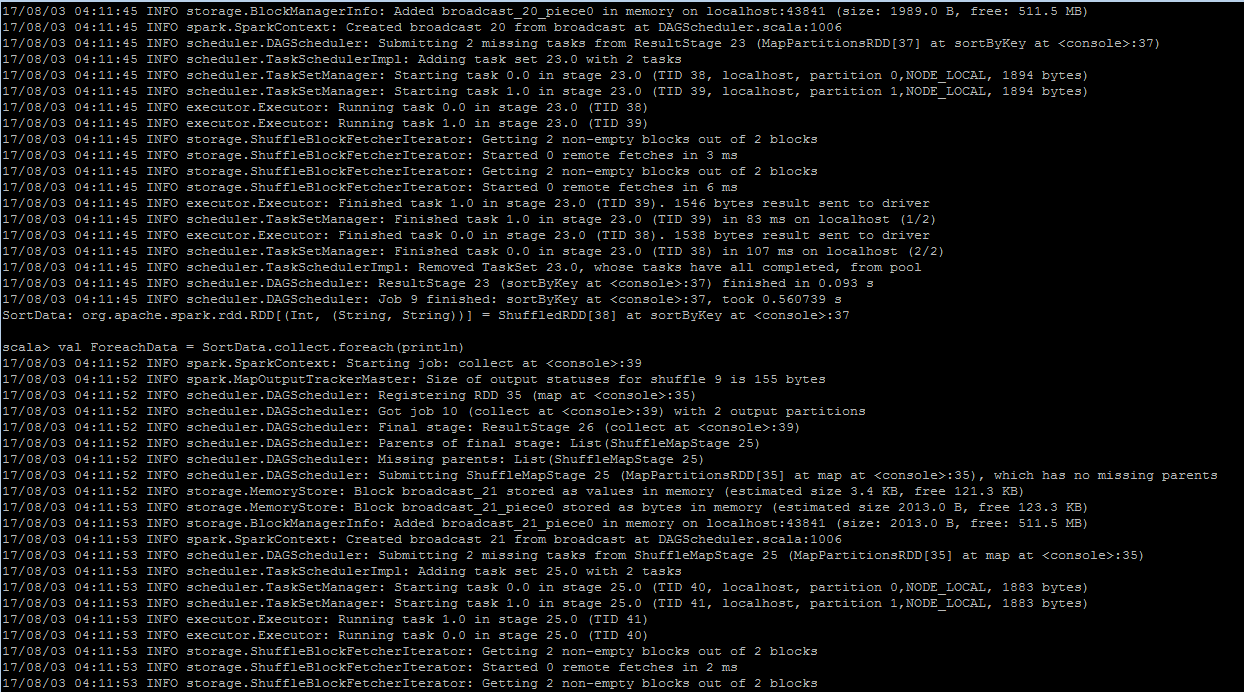 17/08/03 04:11:45 INFO storage.BlockManagerInfo: Added broadcast_20_piece0 in memory on localhost:43841 (size: 1989.0 B, free: 511.5 MB)
17/08/03 04:11:45 INFO spark.SparkContext: Created broadcast 20 from broadcast at DAGScheduler.scala:1006
17/08/03 04:11:45 INFO scheduler.DAGScheduler: Submitting 2 missing tasks from ResultStage 23 (MapPartitionsRDD[37] at sortByKey at <console>:37)
17/08/03 04:11:45 INFO scheduler.TaskSchedulerImpl: Adding task set 23.0 with 2 tasks
17/08/03 04:11:45 INFO scheduler.TaskSetManager: Starting task 0.0 in stage 23.0 (TID 38, localhost, partition 0,NODE_LOCAL, 1894 bytes)
17/08/03 04:11:45 INFO scheduler.TaskSetManager: Starting task 1.0 in stage 23.0 (TID 39, localhost, partition 1,NODE_LOCAL, 1894 bytes)
17/08/03 04:11:45 INFO executor.Executor: Running task 0.0 in stage 23.0 (TID 38)
17/08/03 04:11:45 INFO executor.Executor: Running task 1.0 in stage 23.0 (TID 39)
17/08/03 04:11:45 INFO storage.ShuffleBlockFetcherIterator: Getting 2 non-empty blocks out of 2 blocks
17/08/03 04:11:45 INFO storage.ShuffleBlockFetcherIterator: Started 0 remote fetches in 3 ms
17/08/03 04:11:45 INFO storage.ShuffleBlockFetcherIterator: Getting 2 non-empty blocks out of 2 blocks
17/08/03 04:11:45 INFO storage.ShuffleBlockFetcherIterator: Started 0 remote fetches in 6 ms
17/08/03 04:11:45 INFO executor.Executor: Finished task 1.0 in stage 23.0 (TID 39). 1546 bytes result sent to driver
17/08/03 04:11:45 INFO scheduler.TaskSetManager: Finished task 1.0 in stage 23.0 (TID 39) in 83 ms on localhost (1/2)
17/08/03 04:11:45 INFO executor.Executor: Finished task 0.0 in stage 23.0 (TID 38). 1538 bytes result sent to driver
17/08/03 04:11:45 INFO scheduler.TaskSetManager: Finished task 0.0 in stage 23.0 (TID 38) in 107 ms on localhost (2/2)
17/08/03 04:11:45 INFO scheduler.TaskSchedulerImpl: Removed TaskSet 23.0, whose tasks have all completed, from pool
17/08/03 04:11:45 INFO scheduler.DAGScheduler: ResultStage 23 (sortByKey at <console>:37) finished in 0.093 s
17/08/03 04:11:45 INFO scheduler.DAGScheduler: Job 9 finished: sortByKey at <console>:37, took 0.560739 s
SortData: org.apache.spark.rdd.RDD[(Int, (String, String))] = ShuffledRDD[38] at sortByKey at <console>:37
scala> val ForeachData = SortData.collect.foreach(println)
17/08/03 04:11:52 INFO spark.SparkContext: Starting job: collect at <console>:39
17/08/03 04:11:52 INFO spark.MapOutputTrackerMaster: Size of output statuses for shuffle 9 is 155 bytes
17/08/03 04:11:52 INFO scheduler.DAGScheduler: Registering RDD 35 (map at <console>:35)
17/08/03 04:11:52 INFO scheduler.DAGScheduler: Got job 10 (collect at <console>:39) with 2 output partitions
17/08/03 04:11:52 INFO scheduler.DAGScheduler: Final stage: ResultStage 26 (collect at <console>:39)
17/08/03 04:11:52 INFO scheduler.DAGScheduler: Parents of final stage: List(ShuffleMapStage 25)
17/08/03 04:11:52 INFO scheduler.DAGScheduler: Missing parents: List(ShuffleMapStage 25)
17/08/03 04:11:52 INFO scheduler.DAGScheduler: Submitting ShuffleMapStage 25 (MapPartitionsRDD[35] at map at <console>:35), which has no missing parents
17/08/03 04:11:52 INFO storage.MemoryStore: Block broadcast_21 stored as values in memory (estimated size 3.4 KB, free 121.3 KB)
17/08/03 04:11:53 INFO storage.MemoryStore: Block broadcast_21_piece0 stored as bytes in memory (estimated size 2013.0 B, free 123.3 KB)
17/08/03 04:11:53 INFO storage.BlockManagerInfo: Added broadcast_21_piece0 in memory on localhost:43841 (size: 2013.0 B, free: 511.5 MB)
17/08/03 04:11:53 INFO spark.SparkContext: Created broadcast 21 from broadcast at DAGScheduler.scala:1006
17/08/03 04:11:53 INFO scheduler.DAGScheduler: Submitting 2 missing tasks from ShuffleMapStage 25 (MapPartitionsRDD[35] at map at <console>:35)
17/08/03 04:11:53 INFO scheduler.TaskSchedulerImpl: Adding task set 25.0 with 2 tasks
17/08/03 04:11:53 INFO scheduler.TaskSetManager: Starting task 0.0 in stage 25.0 (TID 40, localhost, partition 0,NODE_LOCAL, 1883 bytes)
17/08/03 04:11:53 INFO scheduler.TaskSetManager: Starting task 1.0 in stage 25.0 (TID 41, localhost, partition 1,NODE_LOCAL, 1883 bytes)
17/08/03 04:11:53 INFO executor.Executor: Running task 1.0 in stage 25.0 (TID 41)
17/08/03 04:11:53 INFO executor.Executor: Running task 0.0 in stage 25.0 (TID 40)
17/08/03 04:11:53 INFO storage.ShuffleBlockFetcherIterator: Getting 2 non-empty blocks out of 2 blocks
17/08/03 04:11:53 INFO storage.ShuffleBlockFetcherIterator: Started 0 remote fetches in 2 ms
17/08/03 04:11:53 INFO storage.ShuffleBlockFetcherIterator: Getting 2 non-empty blocks out of 2 blocks